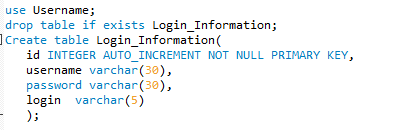 use Username;
drop table if exists Login_Information;
Create table Login_Information(
id INTEGER AUTO_INCREMENT NOT NULL PRIMARY KEY,
username varchar(30),
password varchar(30),
login varchar(5)
);